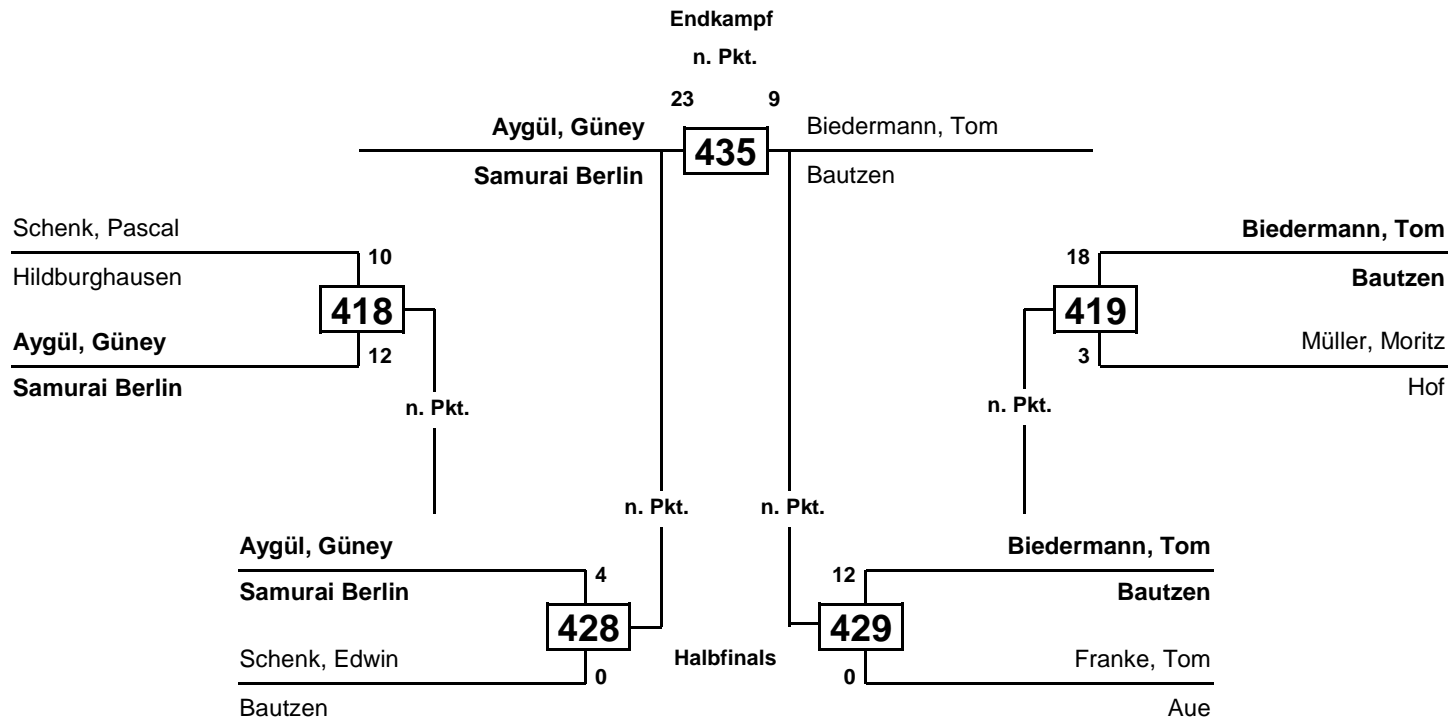 Endkampf
n. Pkt.
23 9
Aygül, Güney 435 Biedermann, Tom
Samurai Berlin Bautzen
Schenk, Pascal
10
Hildburghausen
418
Aygül, Güney
12
Samurai Berlin
n. Pkt.
Biedermann, Tom
18
Bautzen
419
Müller, Moritz
3
Hof
n. Pkt.
n. Pkt. n. Pkt.
Aygül, Güney
4
Samurai Berlin
428
Schenk, Edwin
0
Bautzen
Halbfinals
Biedermann, Tom
12
Bautzen
429
Franke, Tom
0
Aue